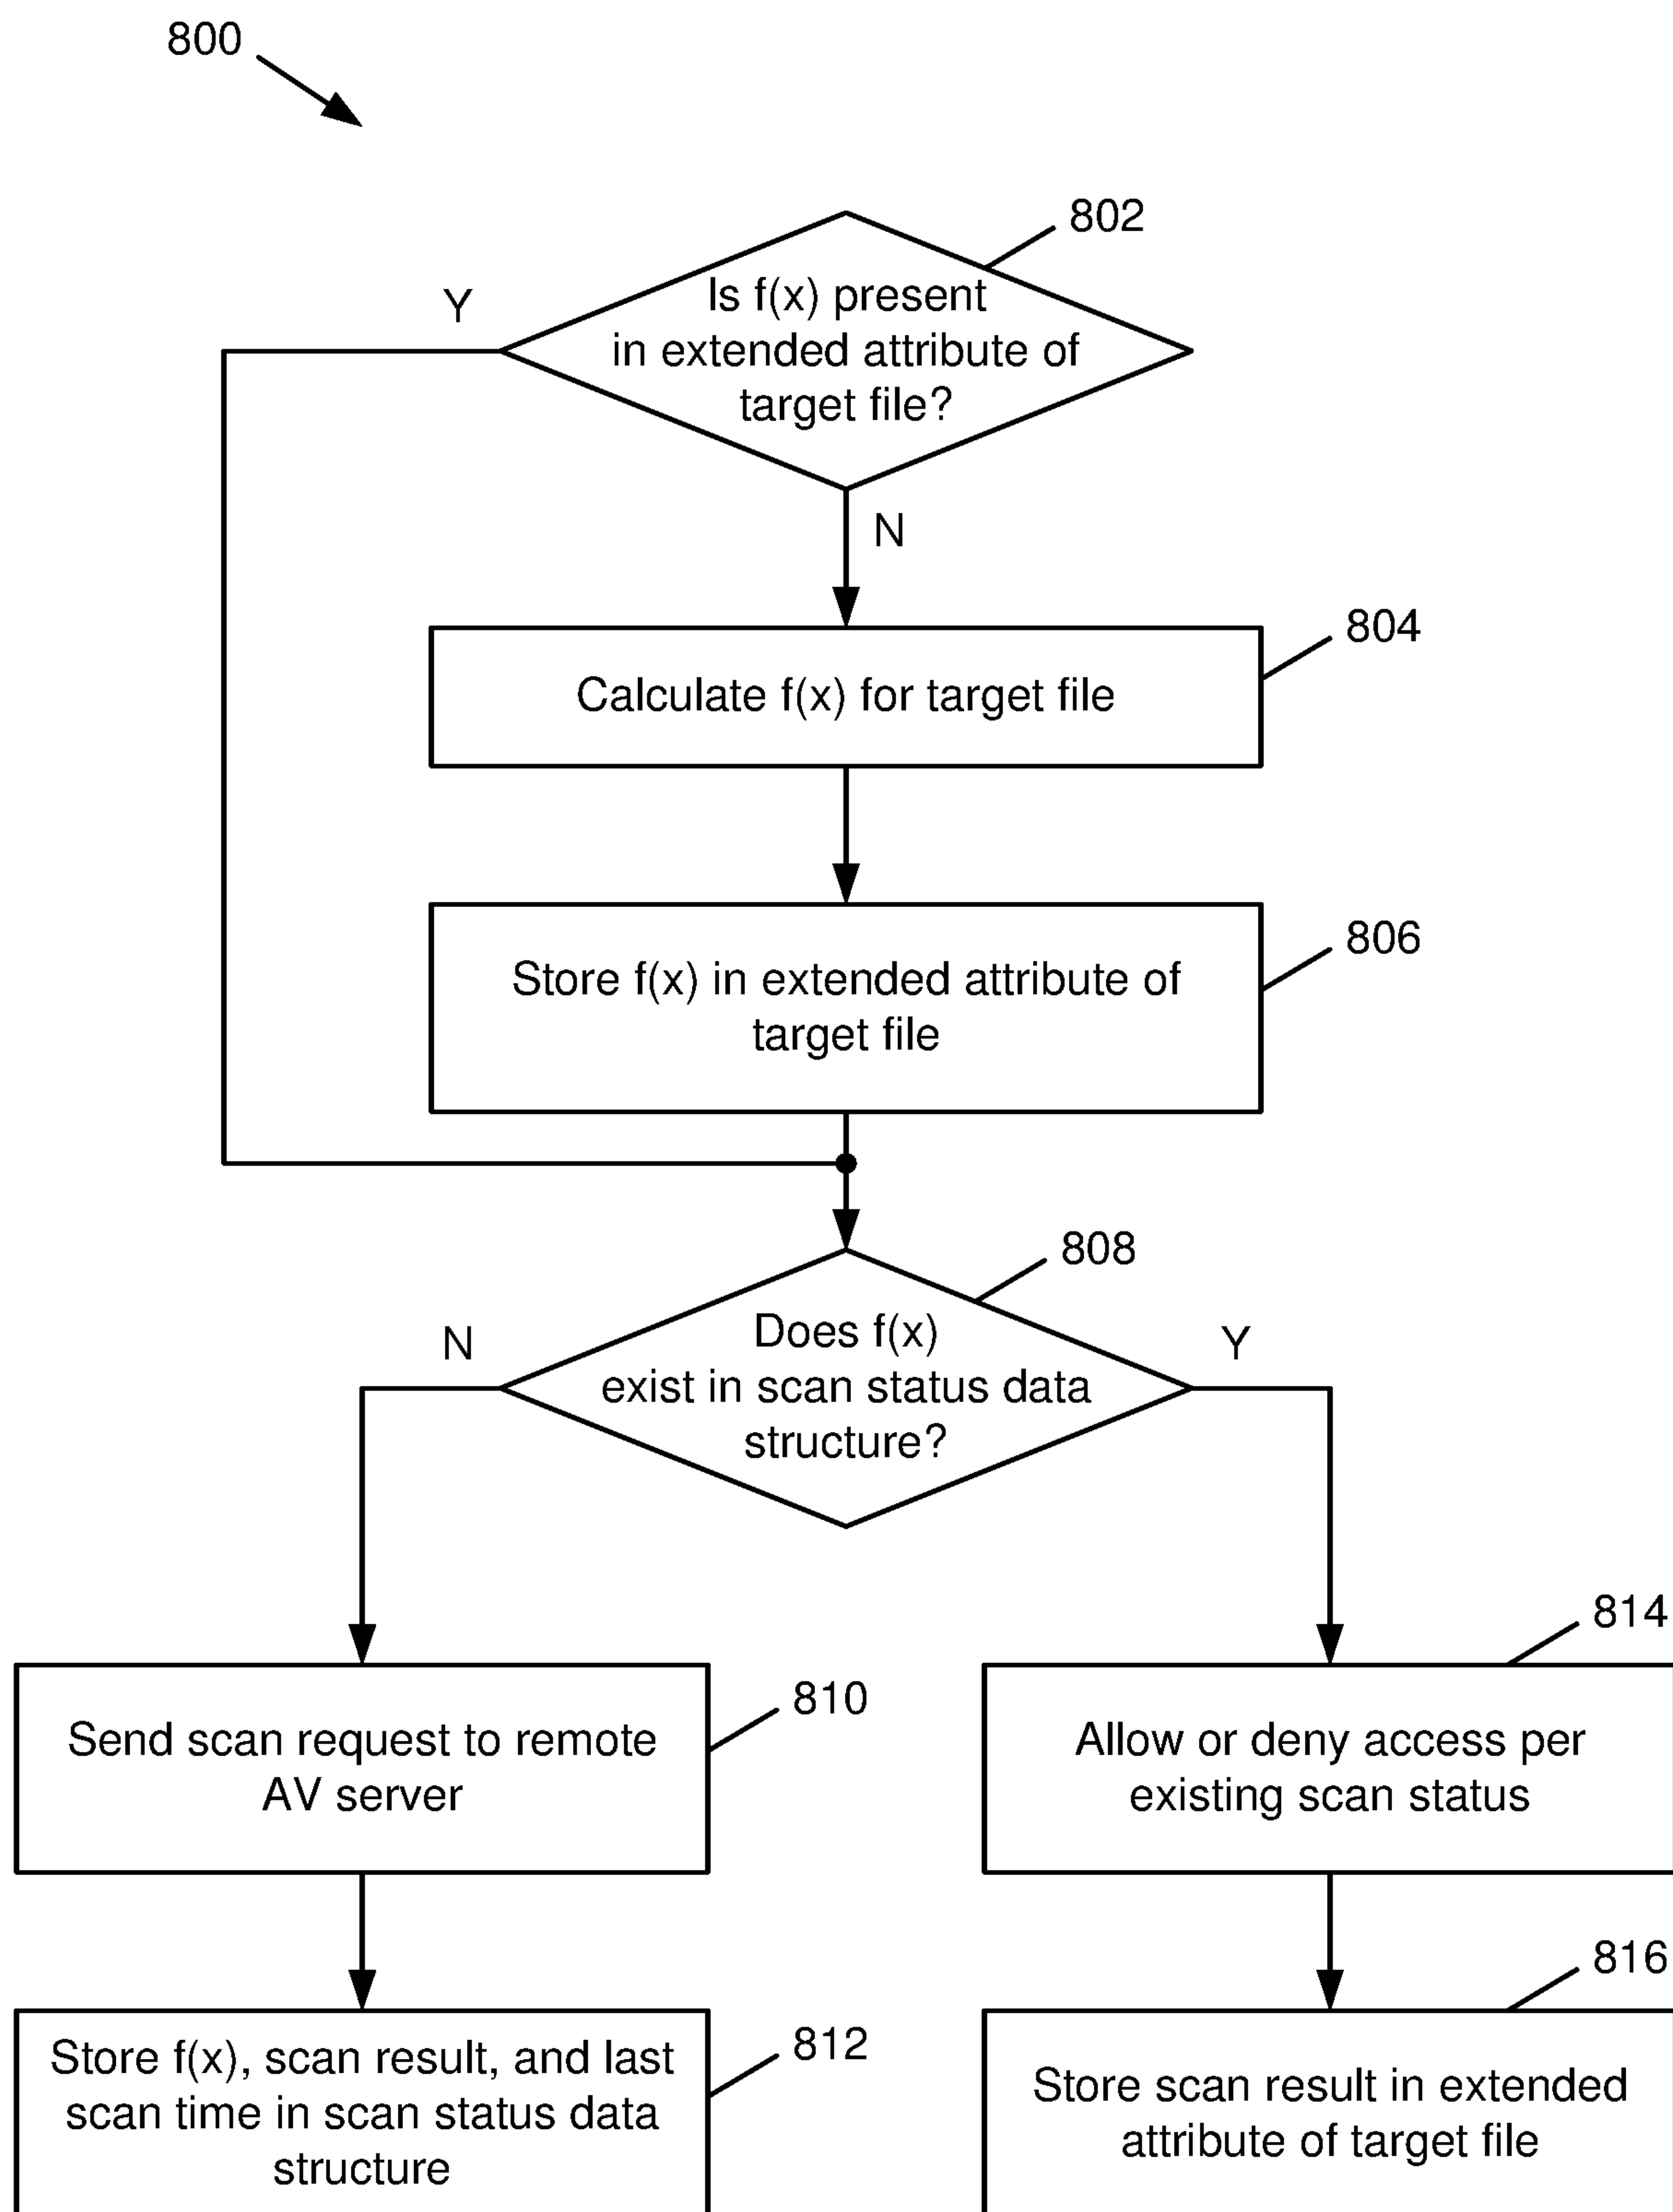 800
802
Y
Is f(x) present
in extended attribute of
target file?
N
804
Calculate f(x) for target file
806
Store f(x) in extended attribute of
target file
808
N
Does f(x)
exist in scan status data
structure?
Y
814
810
Send scan request to remote
AV server
Allow or deny access per
existing scan status
816
812
Store f(x), scan result, and last
scan time in scan status data
structure
Store scan result in extended
attribute of target file